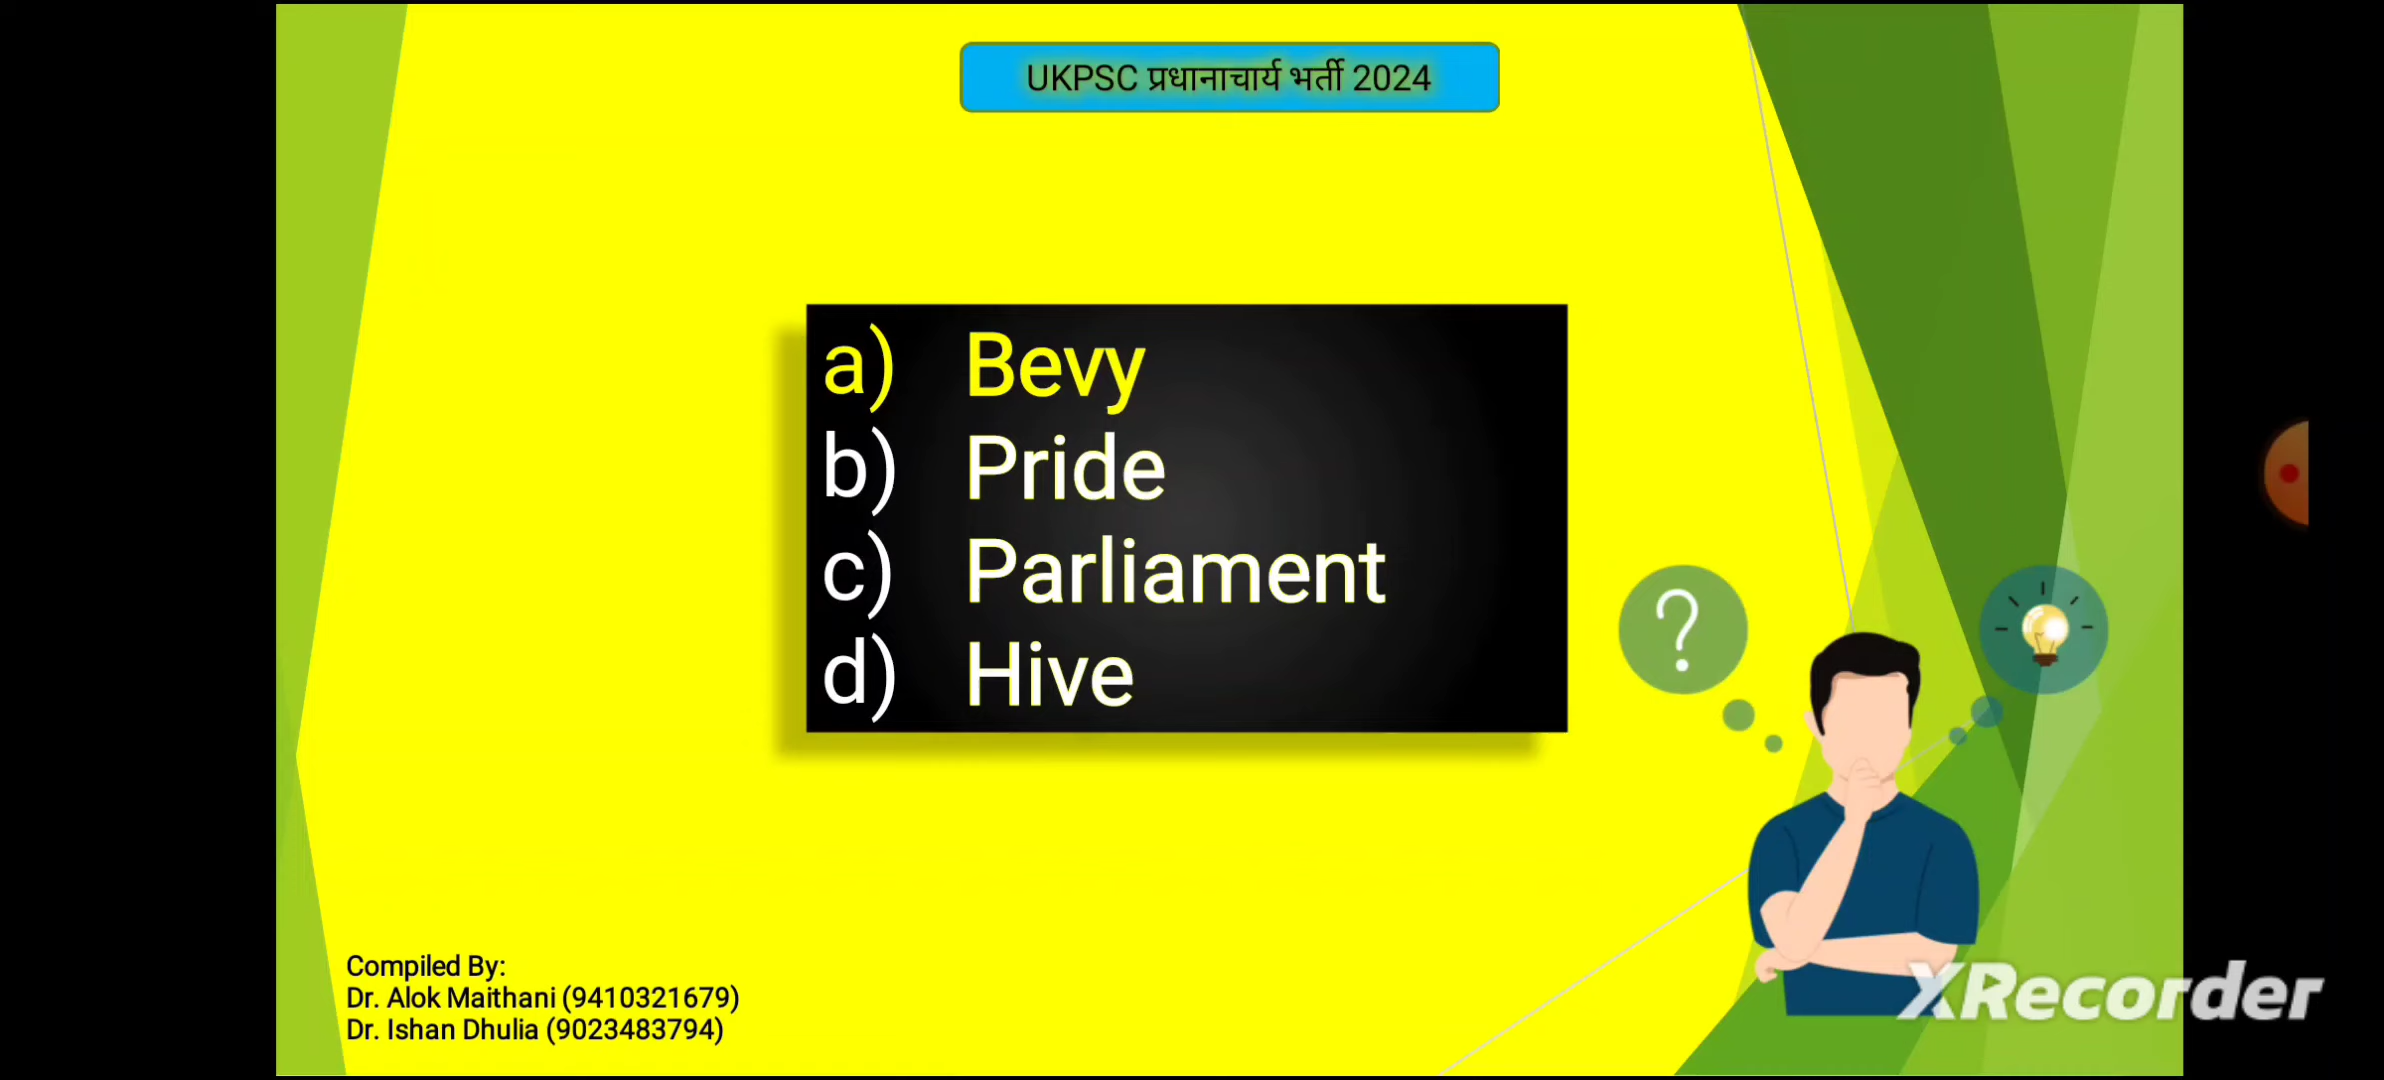 UKPSC प्रधानाचार्य भर्ती 2024
a) Bevy
b) Pride
c) Parliament
d) Hive
?
Compiled By:
Dr. Alok Maithani (9410321679)
Dr. Ishan Dhulia (9023483794)
XRecorder